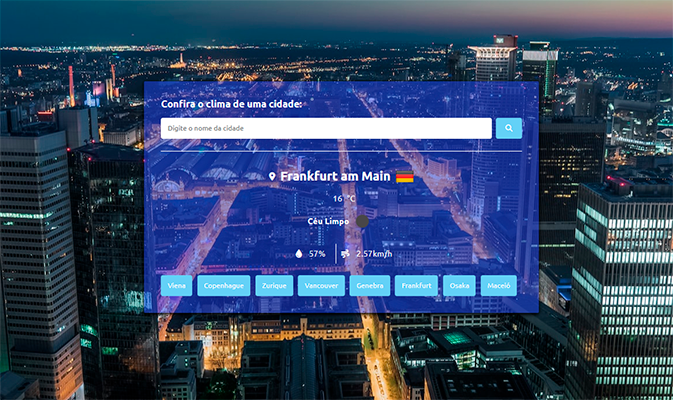 Confira o clima de uma cidade:
Digite o nome da cidade
Frankfurt am Main
16 °C
Céu Limpo
57% 2.57km/h
Viena Copenhague Zurique Vancouver Genebra Frankfurt Osaka Maceió